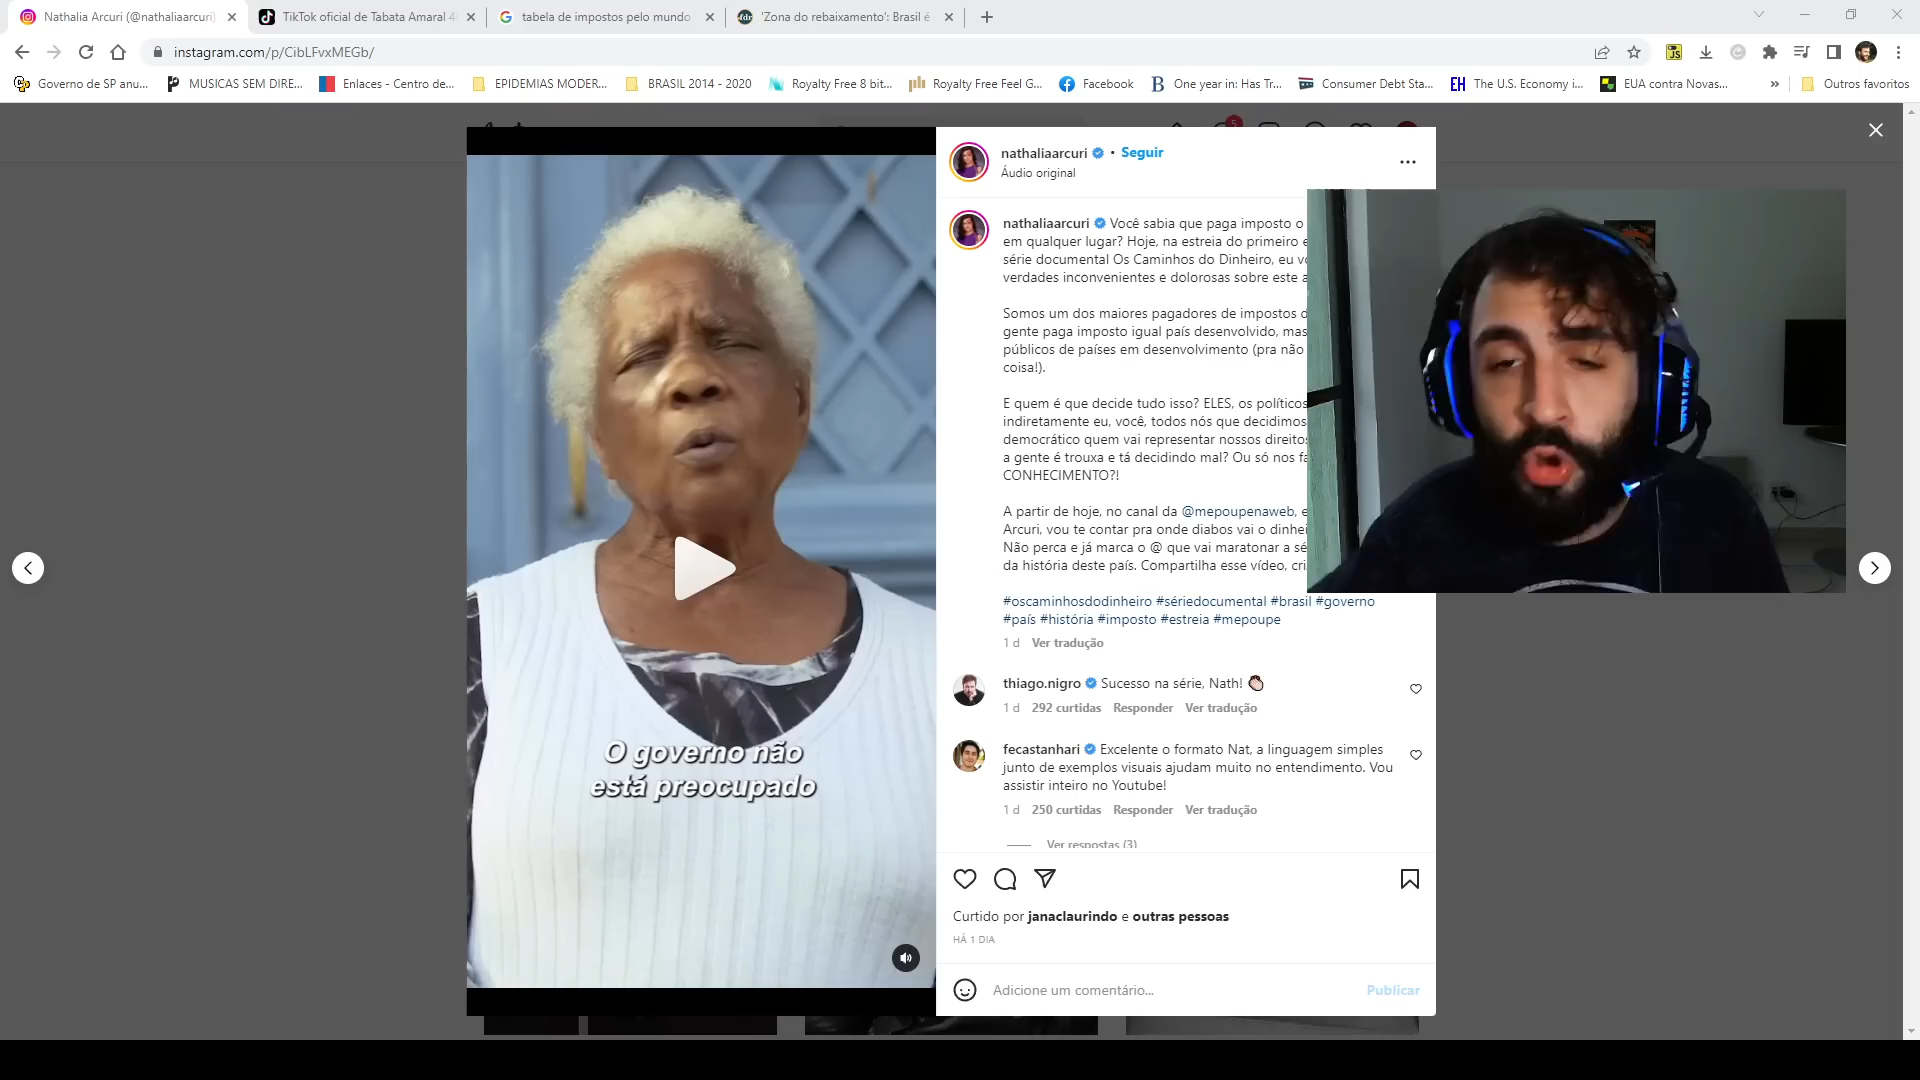 Nathalia Arcuri (@nathaliaarcuri)
TikTok oficial de Tabata Amaral
tabela de impostos pelo mundo
'Zona do rebaixamento': Brasil é
instagram.com/p/CibLFvxMEGb/
Governo de SP anu...
MUSICAS SEM DIRE...
Enlaces - Centro de...
EPIDEMIAS MODER...
BRASIL 2014 - 2020
Royalty Free 8 bit...
Royalty Free Feel G...
Facebook
One year in: Has Tr...
Consumer Debt Sta...
The U.S. Economy i...
EUA contra Novas...
»
Outros favoritos
5
nathaliaarcuri • Seguir
Áudio original
nathaliaarcuri Você sabia que paga imposto o
em qualquer lugar? Hoje, na estreia do primeiro
série documental Os Caminhos do Dinheiro, eu
verdades inconvenientes e dolorosas sobre este
Somos um dos maiores pagadores de impostos
gente paga imposto igual país desenvolvido, mas
públicos de países em desenvolvimento (pra não
coisa!).
E quem é que decide tudo isso? ELES, os políticos
indiretamente eu, você, todos nós que decidimos
democrático quem vai representar nossos direitos
a gente é trouxa e tá decidindo mal? Ou só nos
CONHECIMENTO?!
A partir de hoje, no canal da @mepoupenaweb,
Arcuri, vou te contar pra onde diabos vai o
Não perca e já marca o @ que vai maratonar a
da história deste país. Compartilha esse vídeo,
#oscaminhosdodinheiro #sériedocumental #brasil #governo
#país #história #imposto #estreia #mepoupe
1 d Ver tradução
thiago.nigro Sucesso na série, Nath! 👏🏻
1 d 292 curtidas Responder Ver tradução
fecastanhari Excelente o formato Nat, a linguagem simples
junto de exemplos visuais ajudam muito no entendimento. Vou
assistir inteiro no Youtube!
1 d 250 curtidas Responder Ver tradução
Ver respostas (3)
O governo não
está preocupado
Curtido por janaclaurindo e outras pessoas
HÁ 1 DIA
Adicione um comentário...
Publicar